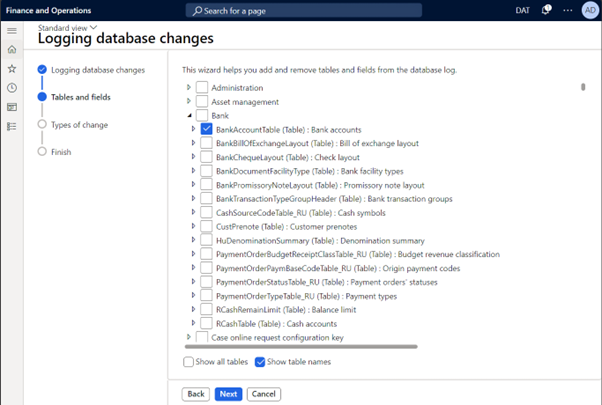 Finance and Operations
Search for a page
DAT
1
AD
Standard view
Logging database changes
Logging database changes
Tables and fields
Types of change
Finish
This wizard helps you add and remove tables and fields from the database log.
Administration
Asset management
Bank
BankAccountTable (Table) : Bank accounts
BankBillOfExchangeLayout (Table) : Bill of exchange layout
BankChequeLayout (Table) : Check layout
BankDocumentFacilityType (Table) : Bank facility types
BankPromissoryNoteLayout (Table) : Promissory note layout
BankTransactionTypeGroupHeader (Table) : Bank transaction groups
CashSourceCodeTable_RU (Table) : Cash symbols
CustPrenote (Table) : Customer prenotes
HuDenominationSummary (Table) : Denomination summary
PaymentOrderBudgetReceiptClassTable_RU (Table) : Budget revenue classification
PaymentOrderPaymBaseCodeTable_RU (Table) : Origin payment codes
PaymentOrderStatusTable_RU (Table) : Payment orders' statuses
PaymentOrderTypeTable_RU (Table) : Payment types
RCashRemainLimit (Table) : Balance limit
RCashTable (Table) : Cash accounts
Case online request configuration key
Show all tables
Show table names
Back
Next
Cancel